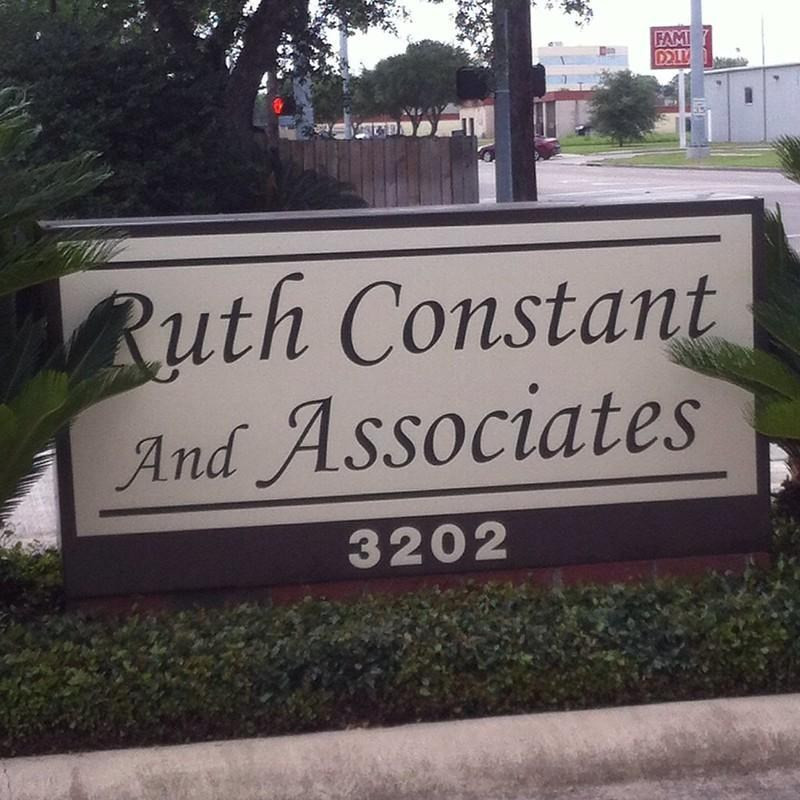 FAMILY
DOLLAR
Ruth Constant
And Associates
3202